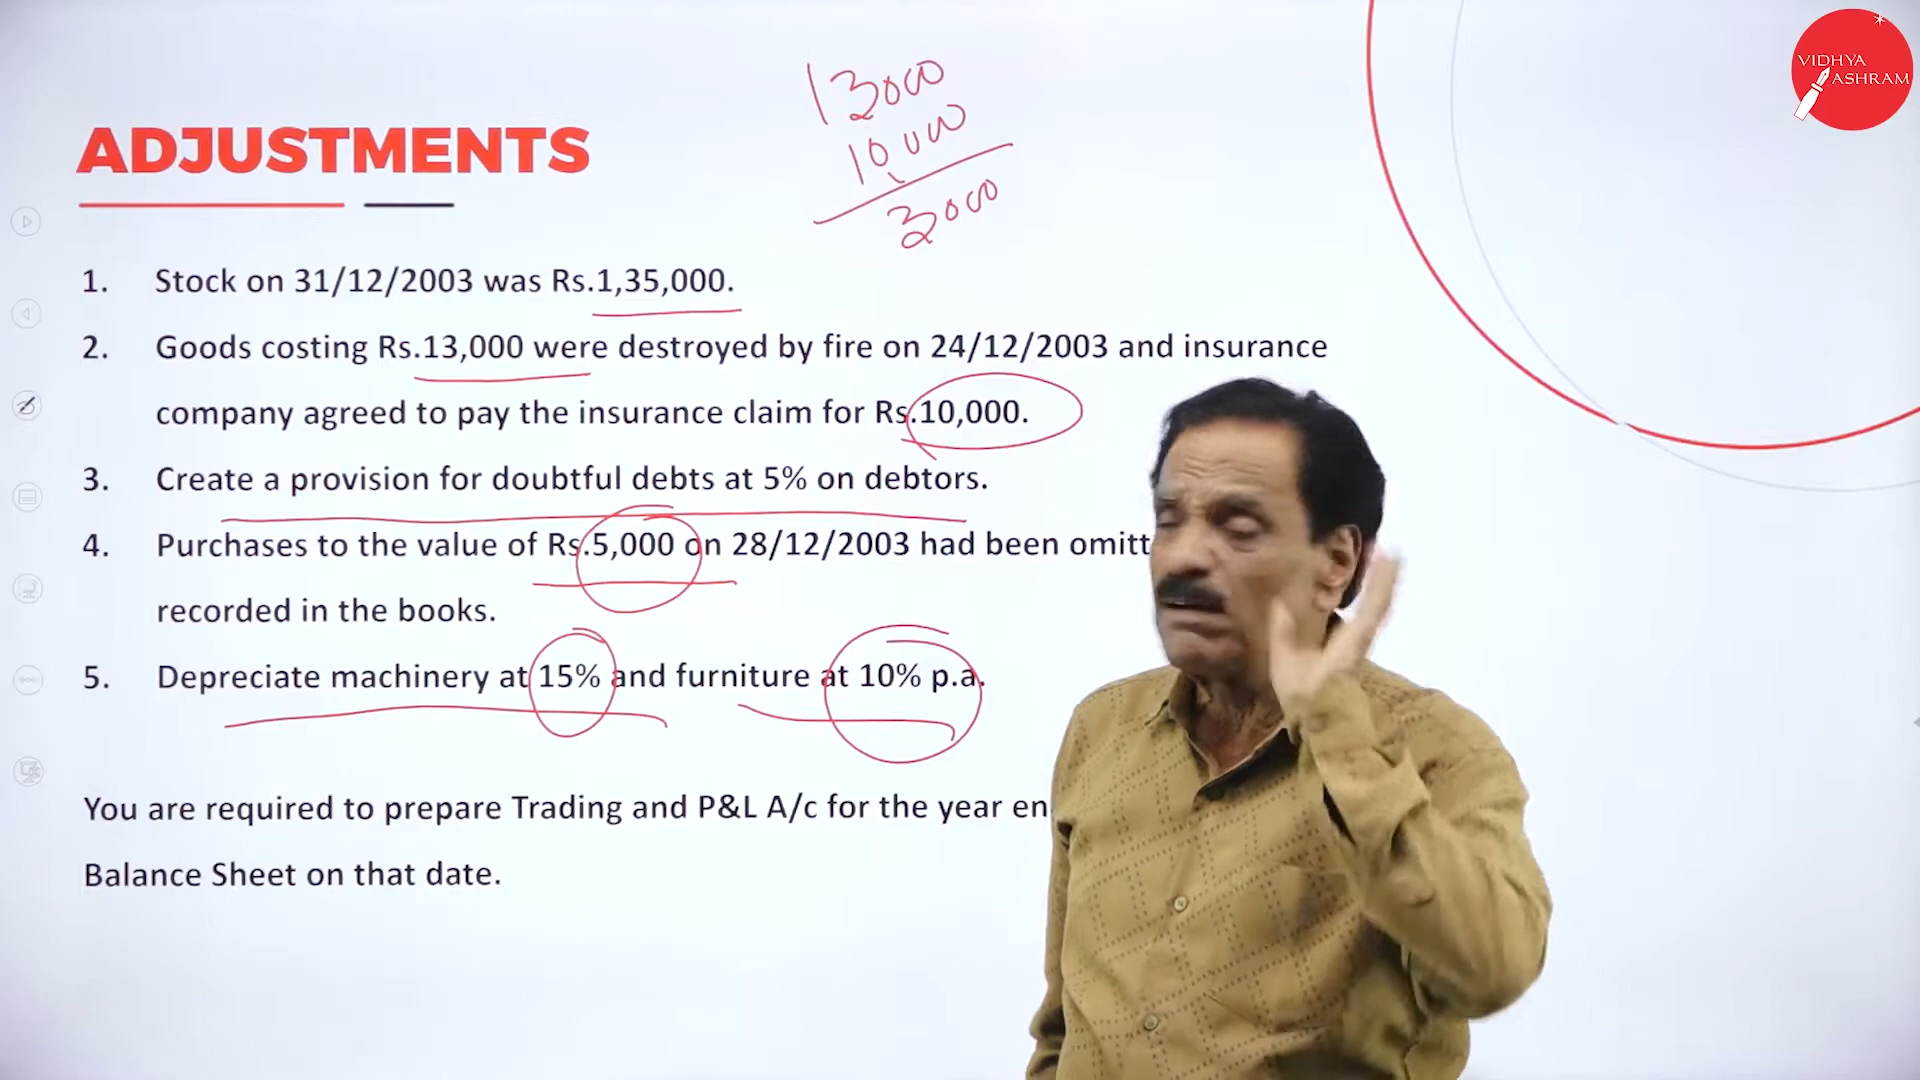 VIDHYA
ASHRAM
13000
10,000
3000
ADJUSTMENTS
1. Stock on 31/12/2003 was Rs.1,35,000.
2. Goods costing Rs.13,000 were destroyed by fire on 24/12/2003 and insurance
company agreed to pay the insurance claim for Rs.10,000.
3. Create a provision for doubtful debts at 5% on debtors.
4. Purchases to the value of Rs.5,000 on 28/12/2003 had been omitt
recorded in the books.
5. Depreciate machinery at 15% and furniture at 10% p.a.
You are required to prepare Trading and P&L A/c for the year en
Balance Sheet on that date.